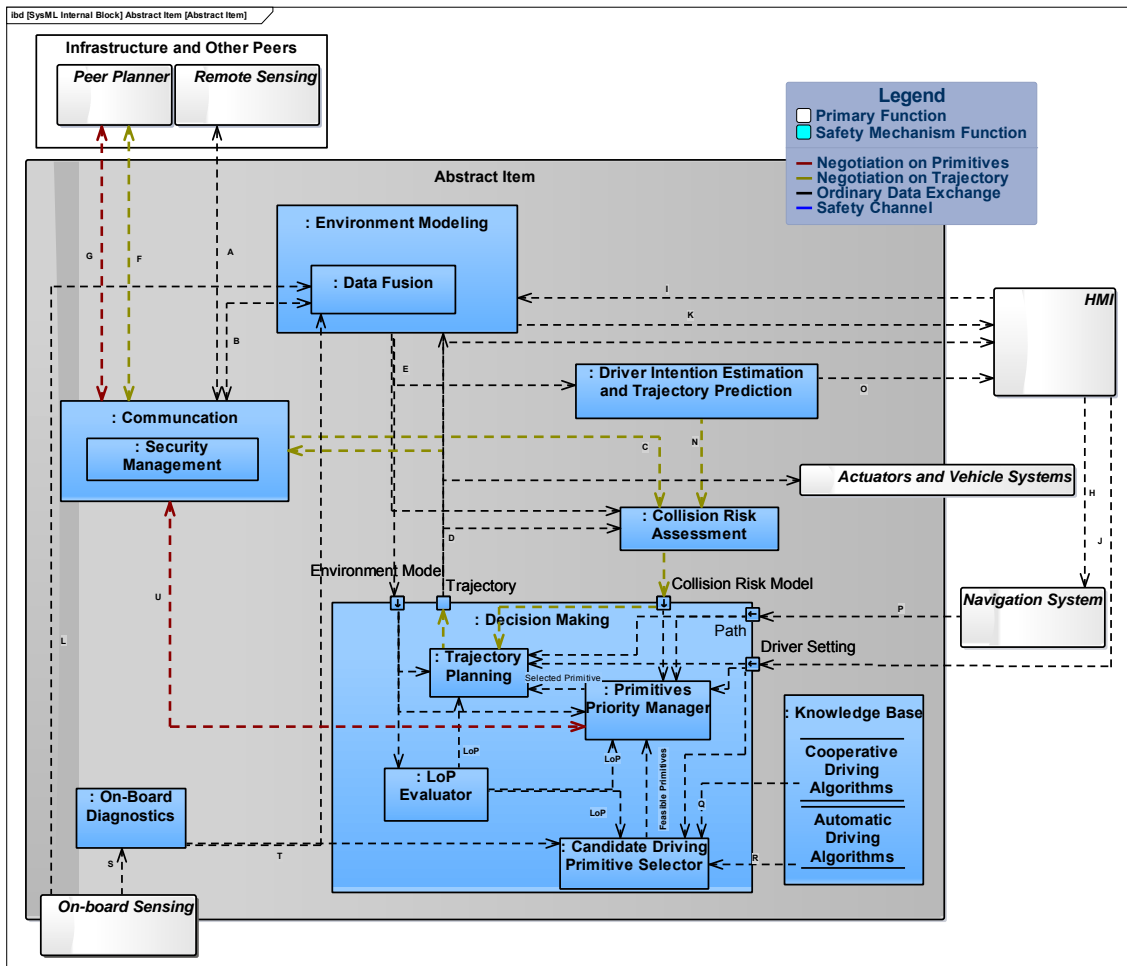 ibd [SysML Internal Block] Abstract Item [Abstract Item]
Infrastructure and Other Peers
Peer Planner
Remote Sensing
Legend
Primary Function
Safety Mechanism Function
Negotiation on Primitives
Negotiation on Trajectory
Ordinary Data Exchange
Safety Channel
Abstract Item
: Environment Modeling
: Data Fusion
G
F
A
B
I
K
HMI
E
: Driver Intention Estimation
and Trajectory Prediction
O
: Communcation
: Security
Management
C
N
Actuators and Vehicle Systems
H
J
D
: Collision Risk
Assessment
Environment Model
Trajectory
Collision Risk Model
U
L
: Decision Making
Path
P
Navigation System
Driver Setting
: Trajectory
Planning
Selected Primitive
: Primitives
Priority Manager
: Knowledge Base
Cooperative
Driving
Algorithms
LoP
LoP
: LoP
Evaluator
Feasible Primitives
LoP
Q
Automatic
Driving
Algorithms
: On-Board
Diagnostics
T
: Candidate Driving
Primitive Selector
R
S
On-board Sensing